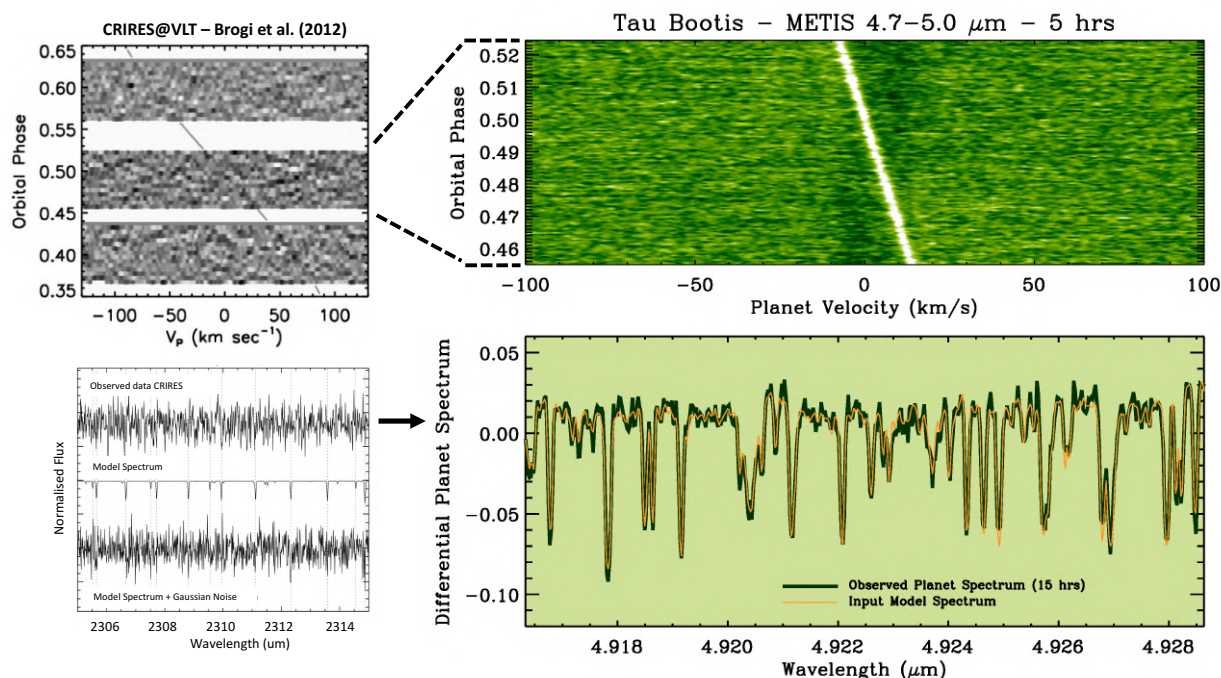 CRIRES@VLT – Brogi et al. (2012)
0.65
0.60
0.55
0.50
0.45
0.40
0.35
Orbital Phase
−100 −50 0 50 100
Vₚ (km sec⁻¹)
Tau Bootis – METIS 4.7–5.0 μm – 5 hrs
0.52
0.51
0.50
0.49
0.48
0.47
0.46
Orbital Phase
−100 −50 0 50 100
Planet Velocity (km/s)
Observed data CRIRES
Model Spectrum
Model Spectrum + Gaussian Noise
Normalised Flux
2306 2308 2310 2312 2314
Wavelength (um)
0.05
0.00
−0.05
−0.10
Differential Planet Spectrum
Observed Planet Spectrum (15 hrs)
Input Model Spectrum
4.918 4.920 4.922 4.924 4.926 4.928
Wavelength (μm)